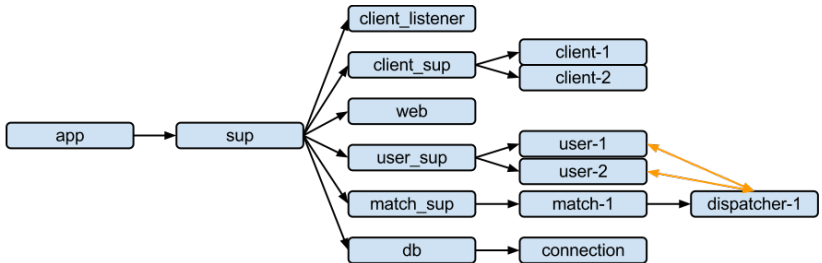 client_listener
client_sup
client-1
client-2
web
app
sup
user_sup
user-1
user-2
match_sup
match-1
dispatcher-1
db
connection